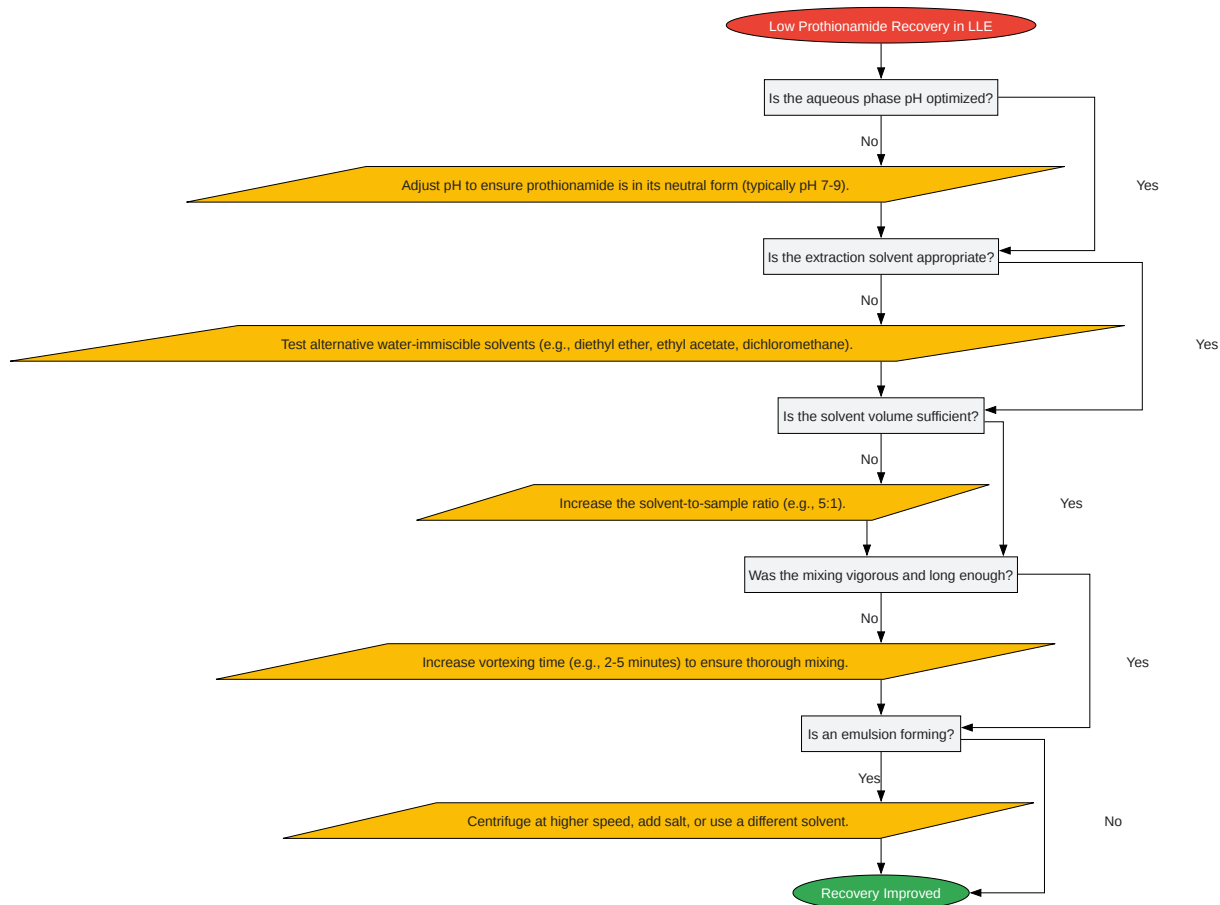 Low Prothionamide Recovery in LLE
Is the aqueous phase pH optimized?
No
Adjust pH to ensure prothionamide is in its neutral form (typically pH 7-9).
Yes
Is the extraction solvent appropriate?
No
Test alternative water-immiscible solvents (e.g., diethyl ether, ethyl acetate, dichloromethane).
Yes
Is the solvent volume sufficient?
No
Increase the solvent-to-sample ratio (e.g., 5:1).
Yes
Was the mixing vigorous and long enough?
No
Increase vortexing time (e.g., 2-5 minutes) to ensure thorough mixing.
Yes
Is an emulsion forming?
Yes
Centrifuge at higher speed, add salt, or use a different solvent.
No
Recovery Improved